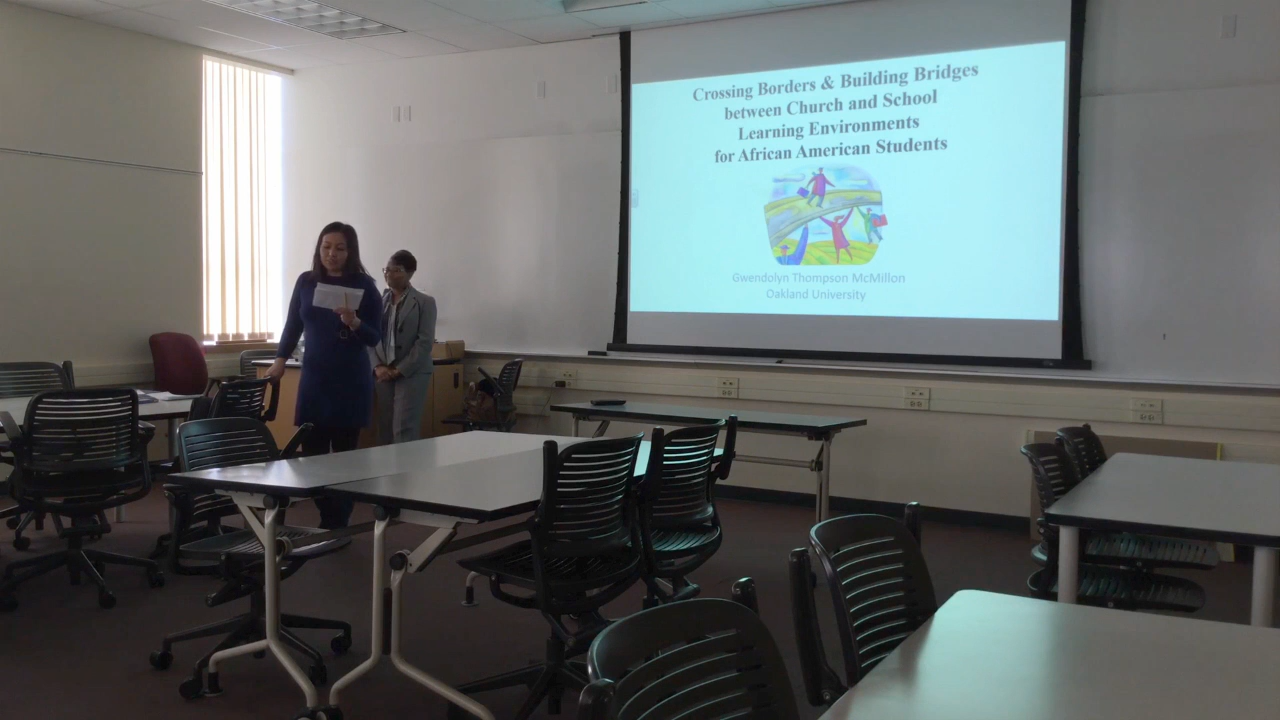 Crossing Borders & Building Bridges
between Church and School
Learning Environments
for African American Students
Gwendolyn Thompson McMillon
Oakland University